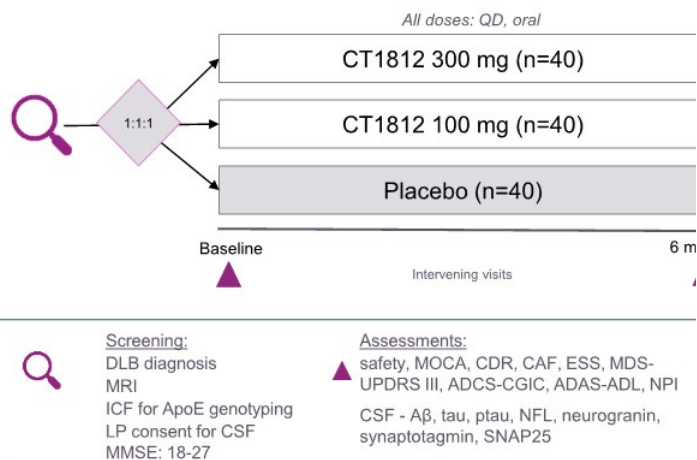 All doses: QD, oral
CT1812 300 mg (n=40)
1:1:1
CT1812 100 mg (n=40)
Placebo (n=40)
Baseline
6 m
Intervening visits
Screening:
DLB diagnosis
MRI
ICF for ApoE genotyping
LP consent for CSF
MMSE: 18-27
Assessments:
safety, MOCA, CDR, CAF, ESS, MDS-
UPDRS III, ADCS-CGIC, ADAS-ADL, NPI
CSF - Aβ, tau, ptau, NFL, neurogranin,
synaptotagmin, SNAP25